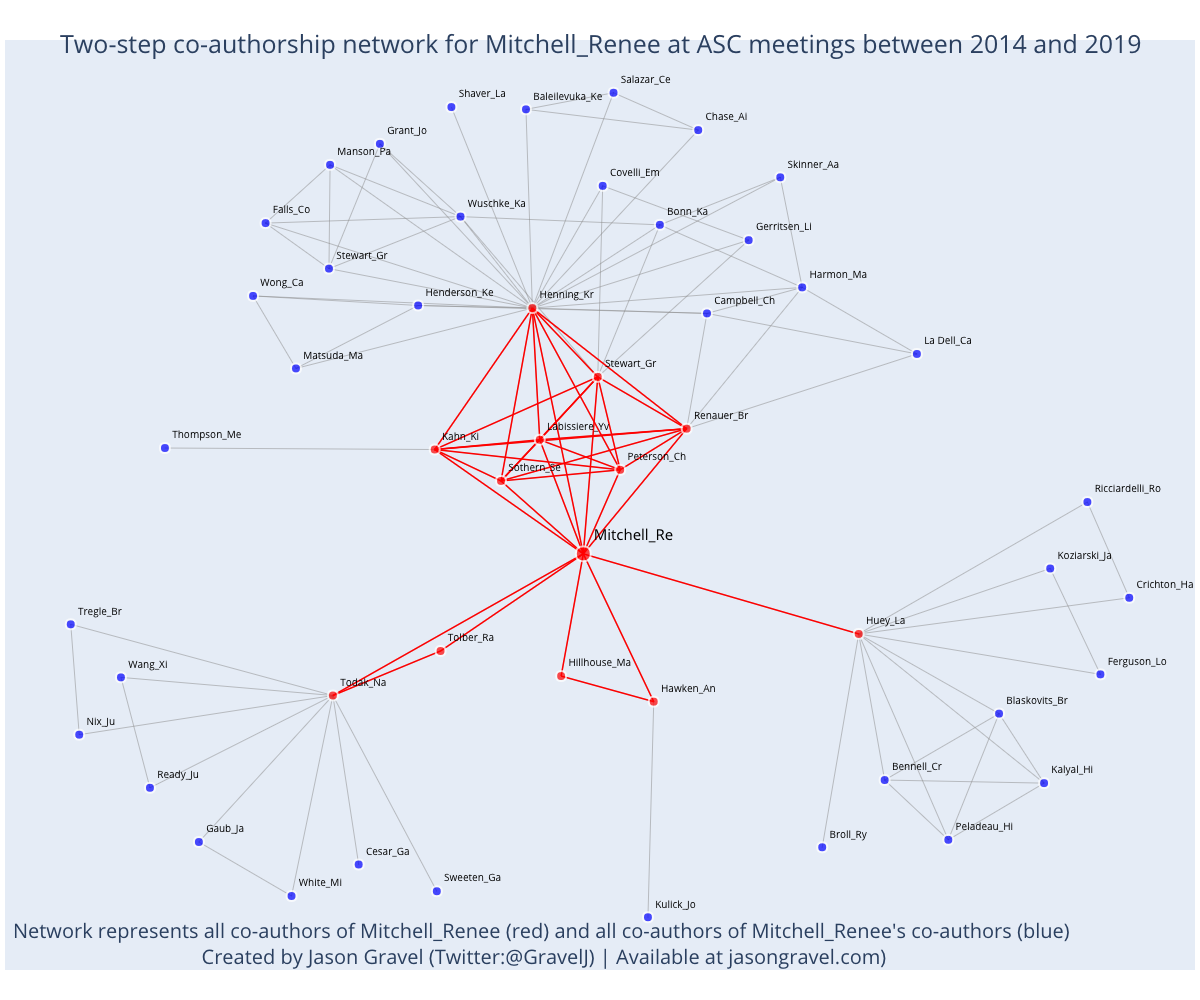 Two-step co-authorship network for Mitchell_Renee at ASC meetings between 2014 and 2019
Salazar_Ce
Shaver_La
Baleilevuka_Ke
Chase_Ai
Grant_Jo
Manson_Pa
Skinner_Aa
Covelli_Em
Wuschke_Ka
Falls_Co
Bonn_Ka
Gerritsen_Li
Stewart_Gr
Harmon_Ma
Wong_Ca
Henderson_Ke
Henning_Kr
Campbell_Ch
La Dell_Ca
Matsuda_Ma
Stewart_Gr
Renauer_Br
Thompson_Me
Kahn_Ki
Labissiere_Yv
Peterson_Ch
Sothern_Se
Ricciardelli_Ro
Mitchell_Re
Koziarski_Ja
Crichton_Ha
Tregle_Br
Huey_La
Tolber_Ra
Wang_Xi
Hillhouse_Ma
Ferguson_Lo
Todak_Na
Hawken_An
Blaskovits_Br
Nix_Ju
Ready_Ju
Bennell_Cr
Kalyal_Hi
Gaub_Ja
Peladeau_Hi
Broll_Ry
Cesar_Ga
White_Mi
Sweeten_Ga
Kulick_Jo
Network represents all co-authors of Mitchell_Renee (red) and all co-authors of Mitchell_Renee's co-authors (blue)
Created by Jason Gravel (Twitter:@GravelJ) | Available at jasongravel.com)